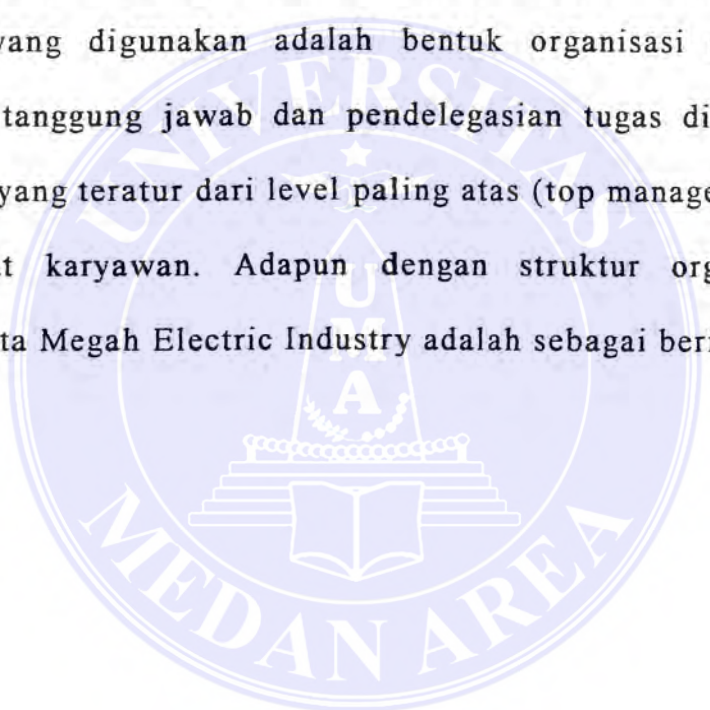 yang digunakan adalah bentuk organisasi
tanggung jawab dan pendelegasian tugas di
yang teratur dari level paling atas (top manage
karyawan. Adapun dengan struktur org
ta Megah Electric Industry adalah sebagai beri
UNIVERSITAS
UMA
MEDAN AREA